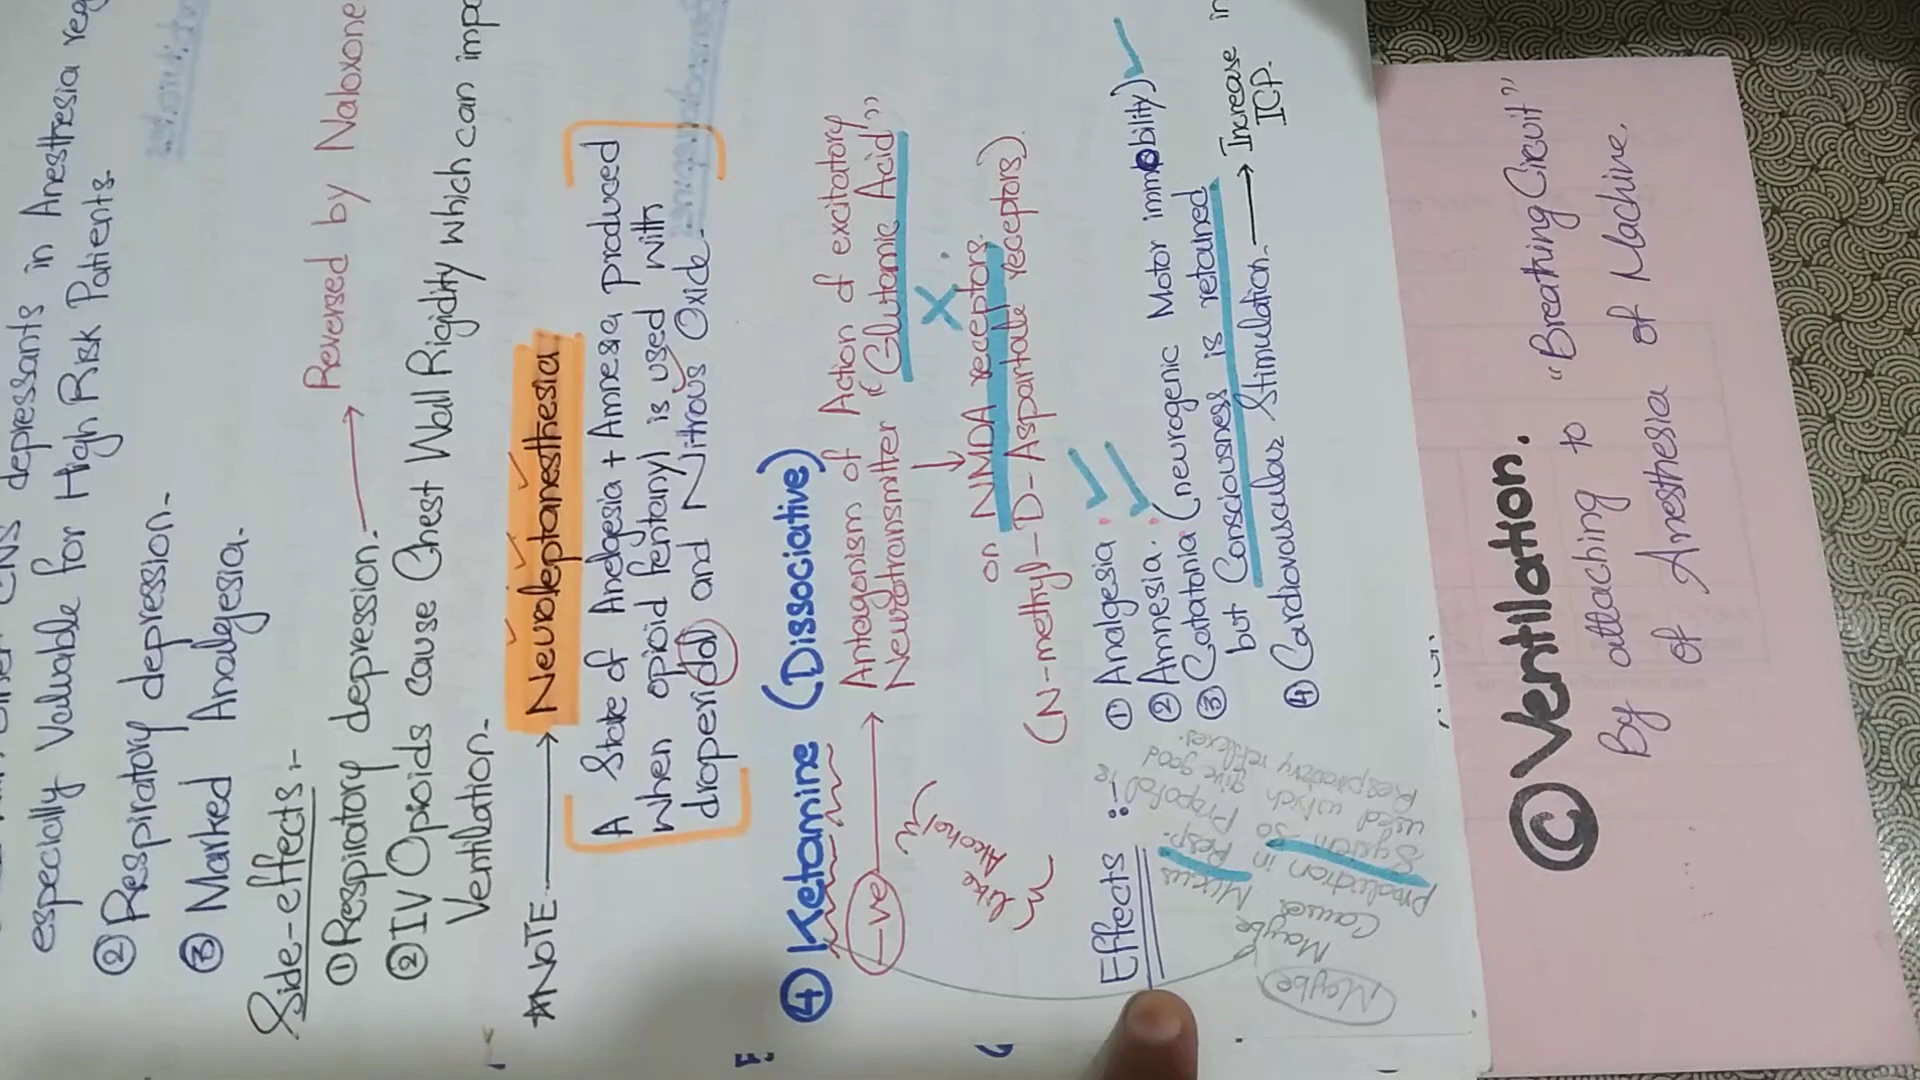 depressants in Anesthesia
especially Valuable for High Risk Patients.
② Respiratory depression.-
③ Marked Analgesia.
Side-effects:-
① Respiratory depression. → Reversed by Naloxone
② IV Opioids cause Chest Wall Rigidity which can
Ventilation.-
*NOTE → Neuroleptanesthesia
A State of Analgesia + Amnesia produced
when opioid fentanyl is used with
droperidol and Nitrous Oxide.
④ Ketamine (Dissociative)
-ve → Antagonism of Action of excitatory
Neurotransmitter "Glutamic Acid"
↓ X
on NMDA receptors.
(N-methyl-D-Aspartate receptors)
(Like
Alcohol)
Effects :-
① Analgesia.
② Amnesia.
③ Catatonia (neurogenic Motor immobility)
but Consciousness is retained
④ Cardiovascular Stimulation. → Increase in
ICP.
Maybe
Maybe
Cause Mucus
production in Resp.
System so Propofol is
used which give good
Respiratory reflexes.
Ⓒ Ventillation.
By attaching to "Breathing Circuit"
of Anesthesia of Machine.